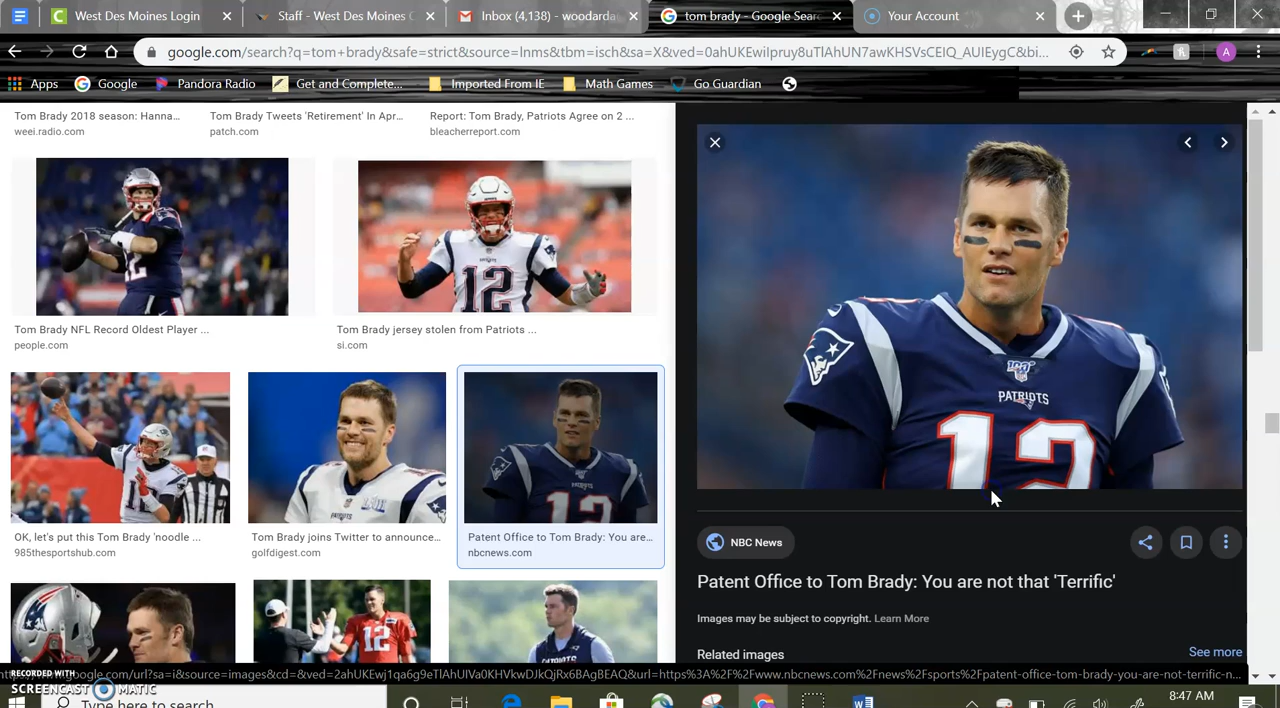 West Des Moines Login
Staff - West Des Moines C
Inbox (4,138) - woodarda
tom brady - Google Sear
Your Account
google.com/search?q=tom+brady&safe=strict&source=lnms&tbm=isch&sa=X&ved=0ahUKEwiIpruy8uTlAhUN7awKHSVsCEIQ_AUIEygC&bi...
A
Apps
Google
Pandora Radio
Get and Complete...
Imported From IE
Math Games
Go Guardian
Tom Brady 2018 season: Hanna...
weei.radio.com
Tom Brady Tweets 'Retirement' In Apr...
patch.com
Report: Tom Brady, Patriots Agree on 2 ...
bleacherreport.com
12
12
Tom Brady NFL Record Oldest Player ...
people.com
Tom Brady jersey stolen from Patriots ...
si.com
12
OK, let's put this Tom Brady 'noodle ...
985thesportshub.com
Tom Brady joins Twitter to announce...
golfdigest.com
Patent Office to Tom Brady: You are...
nbcnews.com
12
PATRIOTS
100
PATRIOTS
12
NBC News
Patent Office to Tom Brady: You are not that 'Terrific'
Images may be subject to copyright. Learn More
Related images
See more
RECORDED WITH
SCREENCAST MATIC
Type here to search
8:47 AM